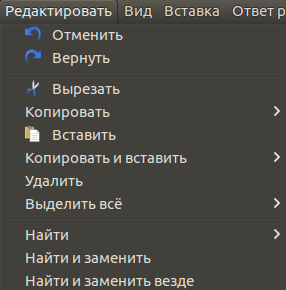 Редактировать Вид Вставка Ответ р
Отменить
Вернуть
Вырезать
Копировать
Вставить
Копировать и вставить
Удалить
Выделить всё
Найти
Найти и заменить
Найти и заменить везде